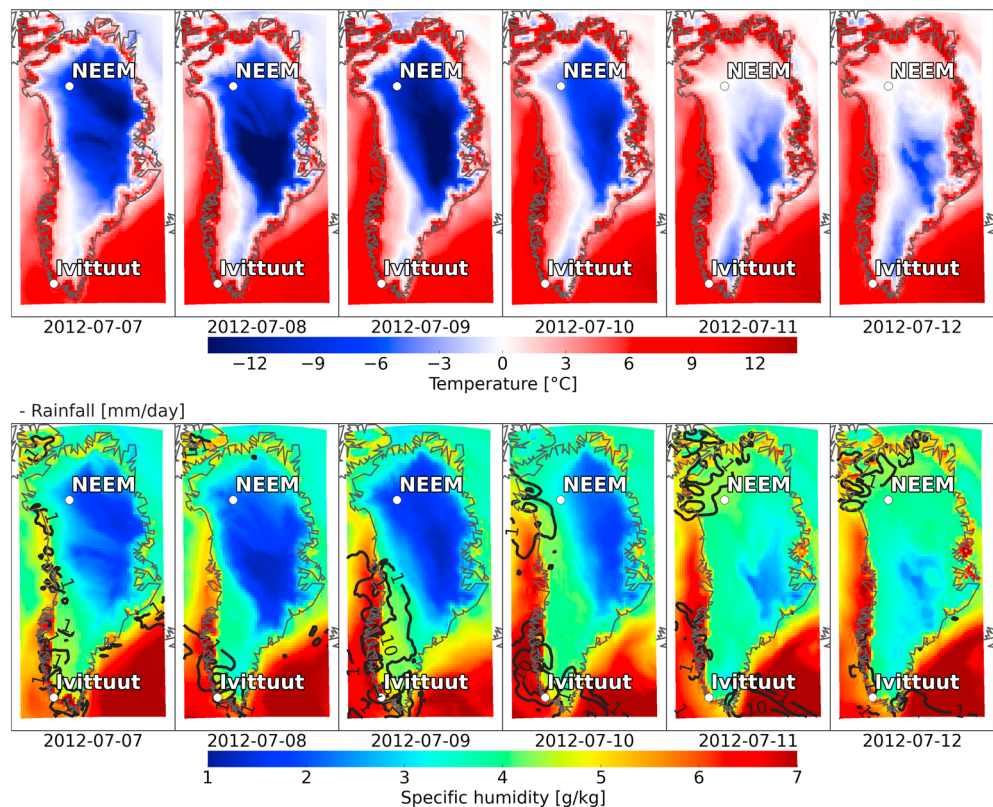 NEEM NEEM NEEM NEEM NEEM NEEM
Ivittuut Ivittuut Ivittuut Ivittuut Ivittuut Ivittuut
2012-07-07 2012-07-08 2012-07-09 2012-07-10 2012-07-11 2012-07-12
−12 −9 −6 −3 0 3 6 9 12
Temperature [°C]
- Rainfall [mm/day]
NEEM NEEM NEEM NEEM NEEM NEEM
Ivittuut Ivittuut Ivittuut Ivittuut Ivittuut Ivittuut
2012-07-07 2012-07-08 2012-07-09 2012-07-10 2012-07-11 2012-07-12
1 2 3 4 5 6 7
Specific humidity [g/kg]